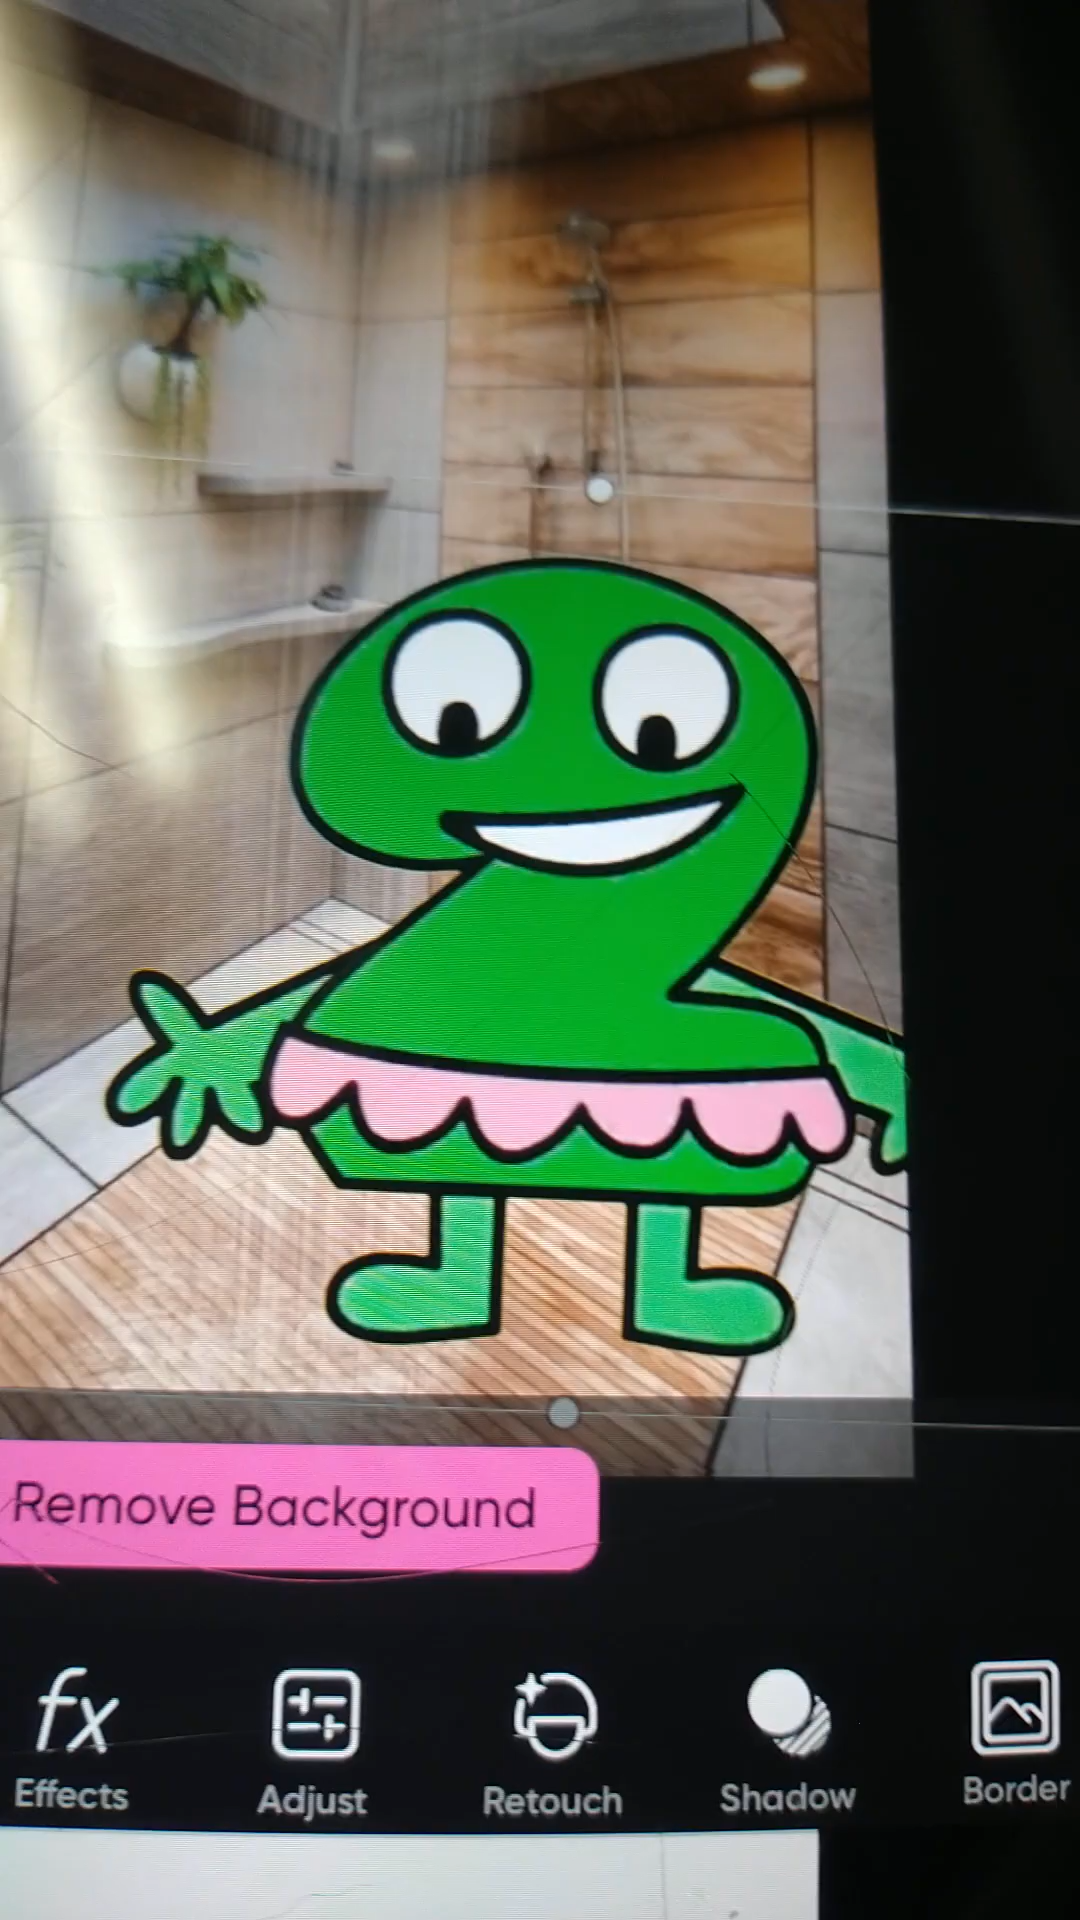 Remove Background
fx
Effects
Adjust
Retouch
Shadow
Border